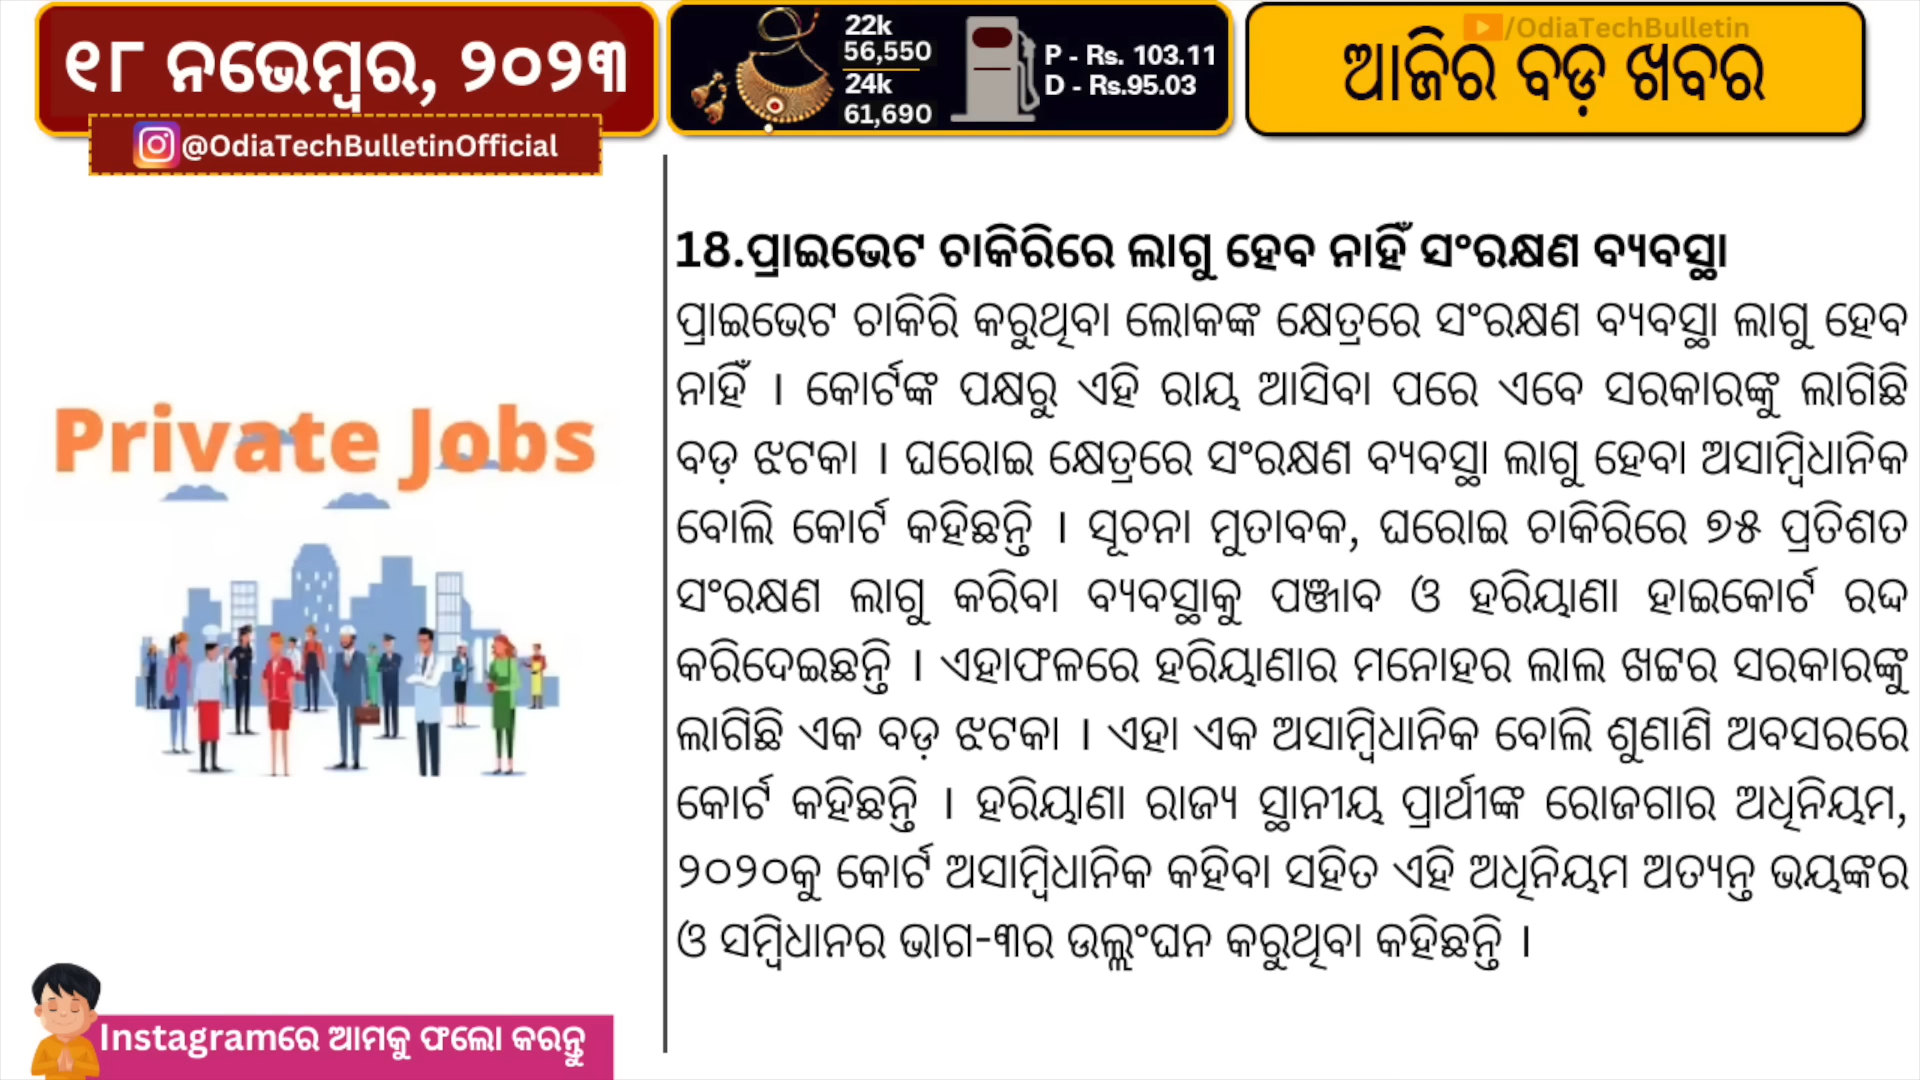 ୧୮ ନଭେମ୍ବର, ୨୦୨୩
@OdiaTechBulletinOfficial
22k
56,550
24k
61,690
P - Rs. 103.11
D - Rs.95.03
/OdiaTechBulletin
ଆଜିର ବଡ଼ ଖବର
Private Jobs
18.ପ୍ରାଇଭେଟ ଚାକିରିରେ ଲାଗୁ ହେବ ନାହିଁ ସଂରକ୍ଷଣ ବ୍ୟବସ୍ଥା
ପ୍ରାଇଭେଟ ଚାକିରି କରୁଥିବା ଲୋକଙ୍କ କ୍ଷେତ୍ରରେ ସଂରକ୍ଷଣ ବ୍ୟବସ୍ଥା ଲାଗୁ ହେବ
ନାହିଁ । କୋର୍ଟଙ୍କ ପକ୍ଷରୁ ଏହି ରାୟ ଆସିବା ପରେ ଏବେ ସରକାରଙ୍କୁ ଲାଗିଛି
ବଡ଼ ଝଟକା । ଘରୋଇ କ୍ଷେତ୍ରରେ ସଂରକ୍ଷଣ ବ୍ୟବସ୍ଥା ଲାଗୁ ହେବା ଅସାମ୍ବିଧାନିକ
ବୋଲି କୋର୍ଟ କହିଛନ୍ତି । ସୂଚନା ମୁତାବକ, ଘରୋଇ ଚାକିରିରେ ୭୫ ପ୍ରତିଶତ
ସଂରକ୍ଷଣ ଲାଗୁ କରିବା ବ୍ୟବସ୍ଥାକୁ ପଞ୍ଜାବ ଓ ହରିୟାଣା ହାଇକୋର୍ଟ ରଦ୍ଦ
କରିଦେଇଛନ୍ତି । ଏହାଫଳରେ ହରିୟାଣାର ମନୋହର ଲାଲ ଖଟ୍ଟର ସରକାରଙ୍କୁ
ଲାଗିଛି ଏକ ବଡ଼ ଝଟକା । ଏହା ଏକ ଅସାମ୍ବିଧାନିକ ବୋଲି ଶୁଣାଣି ଅବସରରେ
କୋର୍ଟ କହିଛନ୍ତି । ହରିୟାଣା ରାଜ୍ୟ ସ୍ଥାନୀୟ ପ୍ରାର୍ଥୀଙ୍କ ରୋଜଗାର ଅଧିନିୟମ,
୨୦୨୦କୁ କୋର୍ଟ ଅସାମ୍ବିଧାନିକ କହିବା ସହିତ ଏହି ଅଧିନିୟମ ଅତ୍ୟନ୍ତ ଭୟଙ୍କର
ଓ ସମ୍ବିଧାନର ଭାଗ-୩ର ଉଲ୍ଲଂଘନ କରୁଥିବା କହିଛନ୍ତି ।
Instagramରେ ଆମକୁ ଫଲୋ କରନ୍ତୁ